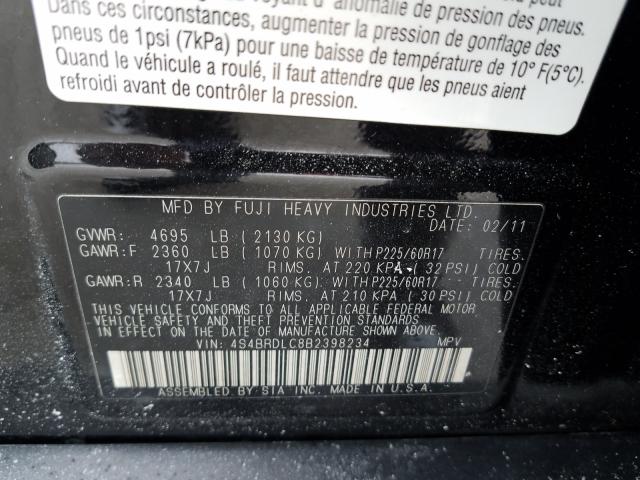 Dans ces circonstances, augmenter la pression de gonflage des
pneus de 1psi (7kPa) pour une baisse de température de 10° F(5°C).
Quand le véhicule a roulé, il faut attendre que les pneus aient
refroidi avant de contrôler la pression.
d'anomalie de pression des pneus.
MFD BY FUJI HEAVY INDUSTRIES LTD.
DATE: 02/11
GVWR: 4695 LB ( 2130 KG)
GAWR:F 2360 LB ( 1070 KG) WITH P225/60R17 TIRES.
17X7J RIMS. AT 220 KPA ( 32 PSI) COLD
GAWR:R 2340 LB ( 1060 KG) WITH P225/60R17 TIRES.
17X7J RIMS. AT 210 KPA ( 30 PSI) COLD
THIS VEHICLE CONFORMS TO ALL APPLICABLE FEDERAL MOTOR
VEHICLE SAFETY AND THEFT PREVENTION STANDARDS
IN EFFECT ON THE DATE OF MANUFACTURE SHOWN ABOVE.
VIN: 4S4BRDLC8B2398234 MPV
ASSEMBLED BY SIA INC. MADE IN U.S.A.